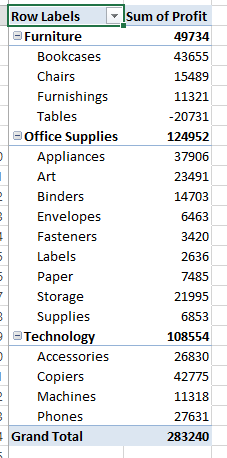 Row Labels Sum of Profit
Furniture 49734
Bookcases 43655
Chairs 15489
Furnishings 11321
Tables -20731
Office Supplies 124952
Appliances 37906
Art 23491
Binders 14703
Envelopes 6463
Fasteners 3420
Labels 2636
Paper 7485
Storage 21995
Supplies 6853
Technology 108554
Accessories 26830
Copiers 42775
Machines 11318
Phones 27631
Grand Total 283240